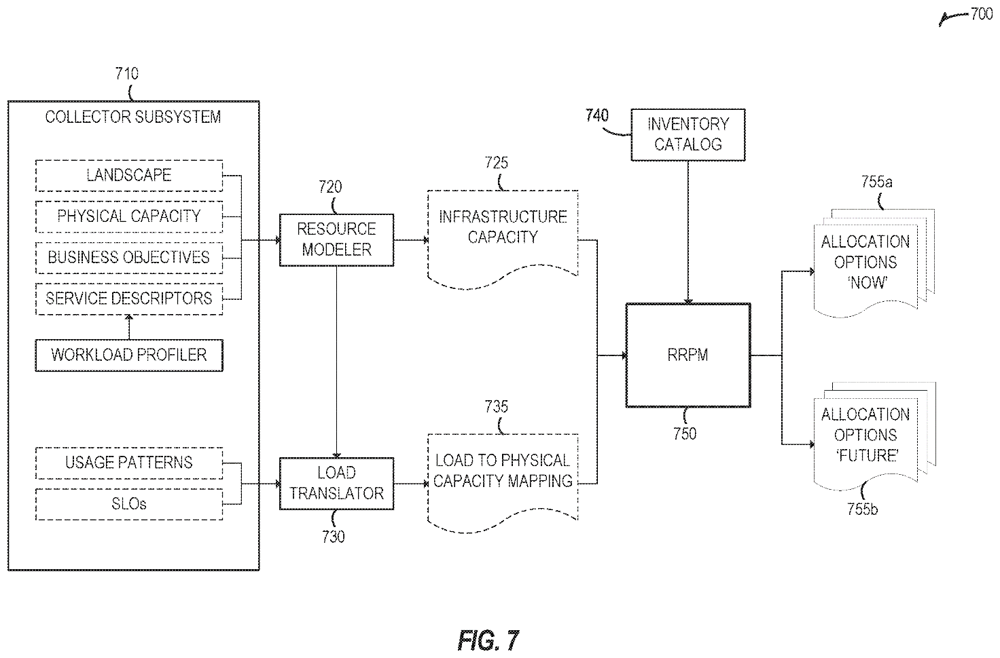 700
710
COLLECTOR SUBSYSTEM
LANDSCAPE
PHYSICAL CAPACITY
BUSINESS OBJECTIVES
SERVICE DESCRIPTORS
WORKLOAD PROFILER
USAGE PATTERNS
SLOs
720
RESOURCE
MODELER
LOAD
TRANSLATOR
730
725
INFRASTRUCTURE
CAPACITY
735
LOAD TO PHYSICAL
CAPACITY MAPPING
740
INVENTORY
CATALOG
RRPM
750
755a
ALLOCATION
OPTIONS
'NOW'
ALLOCATION
OPTIONS
'FUTURE'
755b
FIG. 7